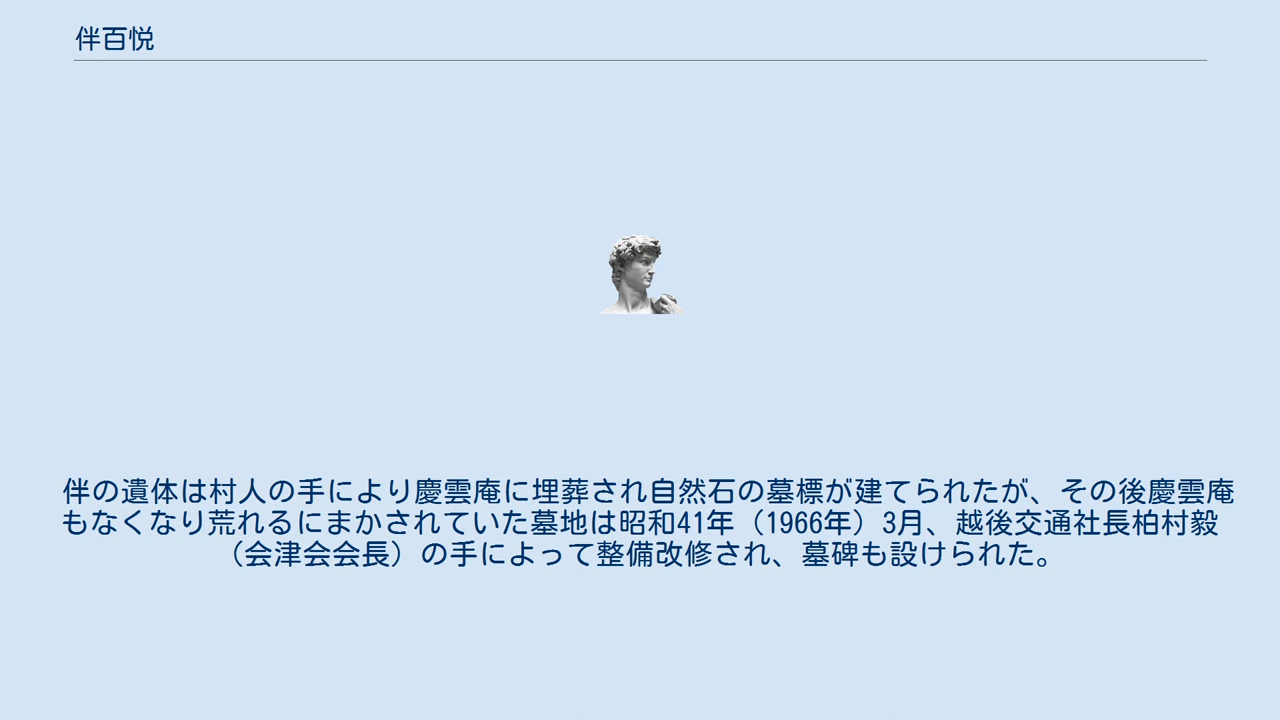 伴百悦
伴の遺体は村人の手により慶雲庵に埋葬され自然石の墓標が建てられたが、その後慶雲庵
もなくなり荒れるにまかされていた墓地は昭和41年（1966年）3月、越後交通社長柏村毅
（会津会会長）の手によって整備改修され、墓碑も設けられた。